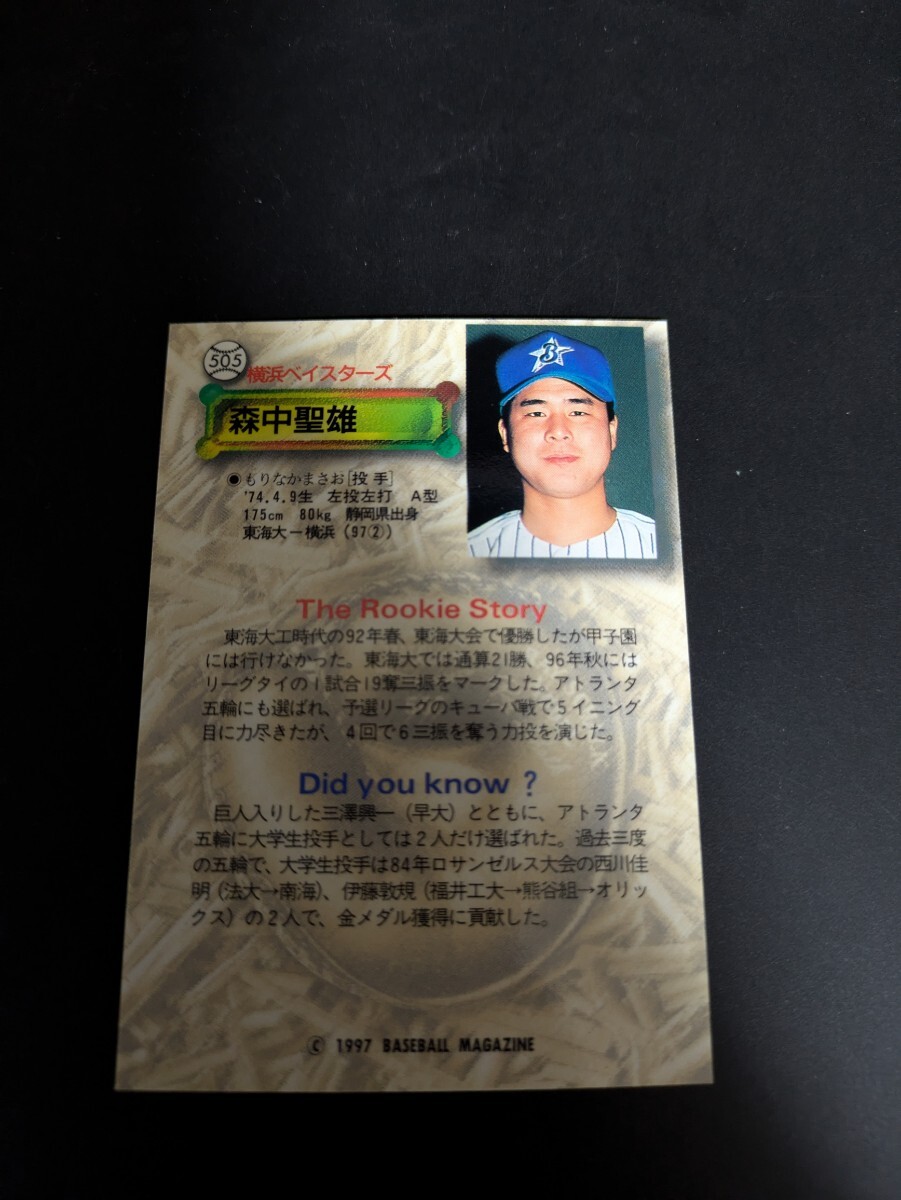 505
横浜ベイスターズ
森中聖雄
◉もりなかまさお[投手]
'74.4.9生 左投左打 A型
175cm 80kg 静岡県出身
東海大ー横浜（97②）
The Rookie Story
東海大工時代の92年春、東海大会で優勝したが甲子園
には行けなかった。東海大では通算21勝、96年秋には
リーグタイの1試合19奪三振をマークした。アトランタ
五輪にも選ばれ、予選リーグのキューバ戦で5イニング
目に力尽きたが、4回で6三振を奪う力投を演じた。
Did you know ?
巨人入りした三澤興一（早大）とともに、アトランタ
五輪に大学生投手としては2人だけ選ばれた。過去三度
の五輪で、大学生投手は84年ロサンゼルス大会の西川佳
明（法大→南海）、伊藤敦規（福井工大→熊谷組→オリッ
クス）の2人で、金メダル獲得に貢献した。
© 1997 BASEBALL MAGAZINE